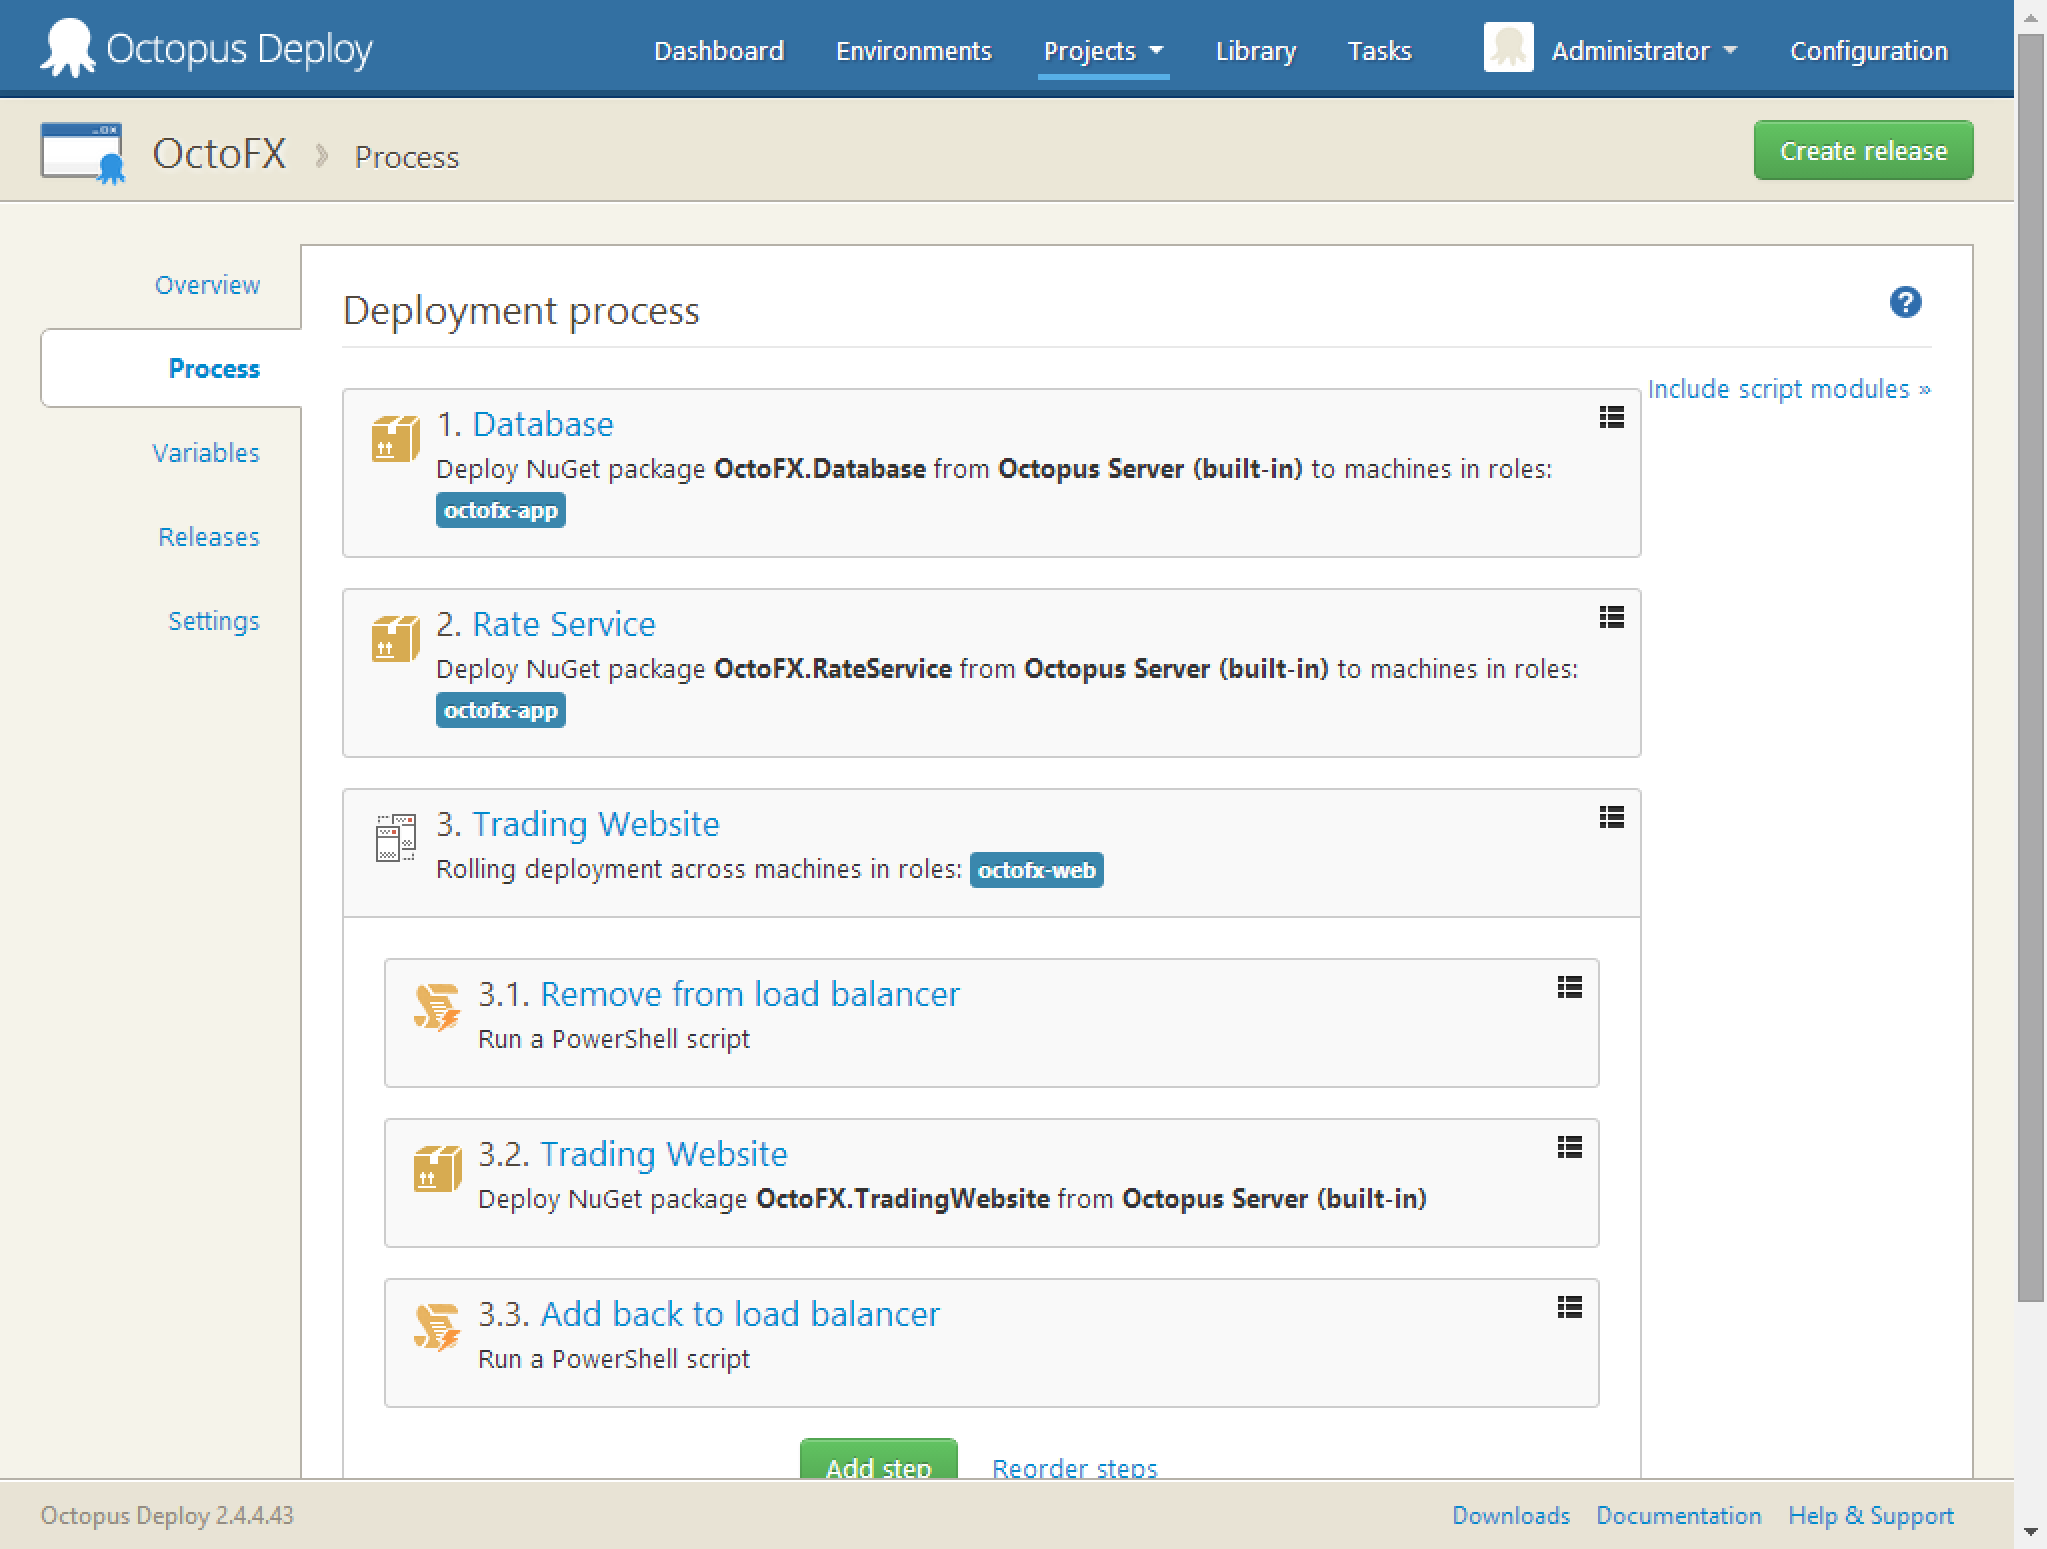 Octopus Deploy
Dashboard Environments Projects Library Tasks Administrator Configuration
OctoFX Process
Create release
Overview
Process
Variables
Releases
Settings
Deployment process
?
Include script modules »
1. Database
Deploy NuGet package OctoFX.Database from Octopus Server (built-in) to machines in roles:
octofx-app
2. Rate Service
Deploy NuGet package OctoFX.RateService from Octopus Server (built-in) to machines in roles:
octofx-app
3. Trading Website
Rolling deployment across machines in roles: octofx-web
3.1. Remove from load balancer
Run a PowerShell script
3.2. Trading Website
Deploy NuGet package OctoFX.TradingWebsite from Octopus Server (built-in)
3.3. Add back to load balancer
Run a PowerShell script
Add step Reorder steps
Octopus Deploy 2.4.4.43
Downloads Documentation Help & Support